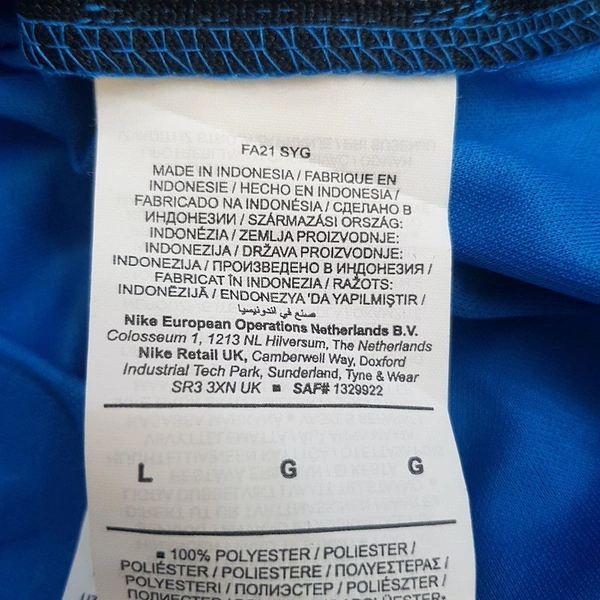 FA21 SYG
MADE IN INDONESIA / FABRIQUE EN
INDONESIE / HECHO EN INDONESIA /
FABRICADO NA INDONÉSIA / СДЕЛАНО В
ИНДОНЕЗИИ / SZÁRMAZÁSI ORSZÁG:
INDONÉZIA / ZEMLJA PROIZVODNJE:
INDONEZIJA / DRŽAVA PROIZVODNJE:
INDONEZIJA / ПРОИЗВЕДЕНО В ИНДОНЕЗИЯ /
FABRICAT ÎN INDONEZIA / RAŽOTS:
INDONĒZIJĀ / ENDONEZYA 'DA YAPILMIŞTIR /
صنع في اندونيسيا
Nike European Operations Netherlands B.V.
Colosseum 1, 1213 NL Hilversum, The Netherlands
Nike Retail UK, Camberwell Way, Doxford
Industrial Tech Park, Sunderland, Tyne & Wear
SR3 3XN UK ■ SAF# 1329922
L G G
■ 100% POLYESTER / POLIESTER /
POLIÉSTER / POLIESTERE / ΠΟΛΥΕΣΤΕΡΑΣ /
POLYESTERI / ПОЛИЭСТЕР / POLIÉSZTER /